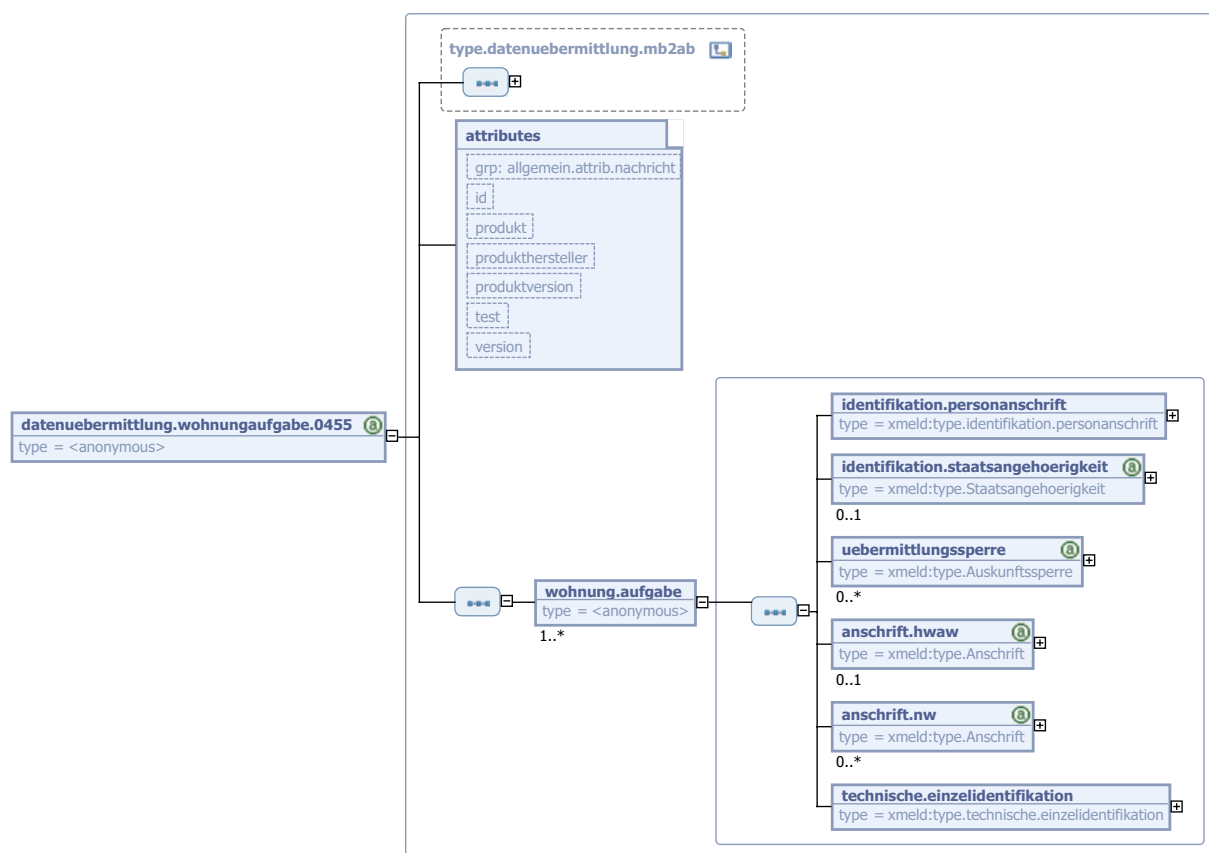 type.datenuebermittlung.mb2ab
attributes
grp: allgemein.attrib.nachricht
id
produkt
produkthersteller
produktversion
test
version
datenuebermittlung.wohnungaufgabe.0455
type = <anonymous>
wohnung.aufgabe
type = <anonymous>
1..*
identifikation.personanschrift
type = xmeld:type.identifikation.personanschrift
identifikation.staatsangehoerigkeit
type = xmeld:type.Staatsangehoerigkeit
0..1
uebermittlungssperre
type = xmeld:type.Auskunftssperre
0..*
anschrift.hwaw
type = xmeld:type.Anschrift
0..1
anschrift.nw
type = xmeld:type.Anschrift
0..*
technische.einzelidentifikation
type = xmeld:type.technische.einzelidentifikation